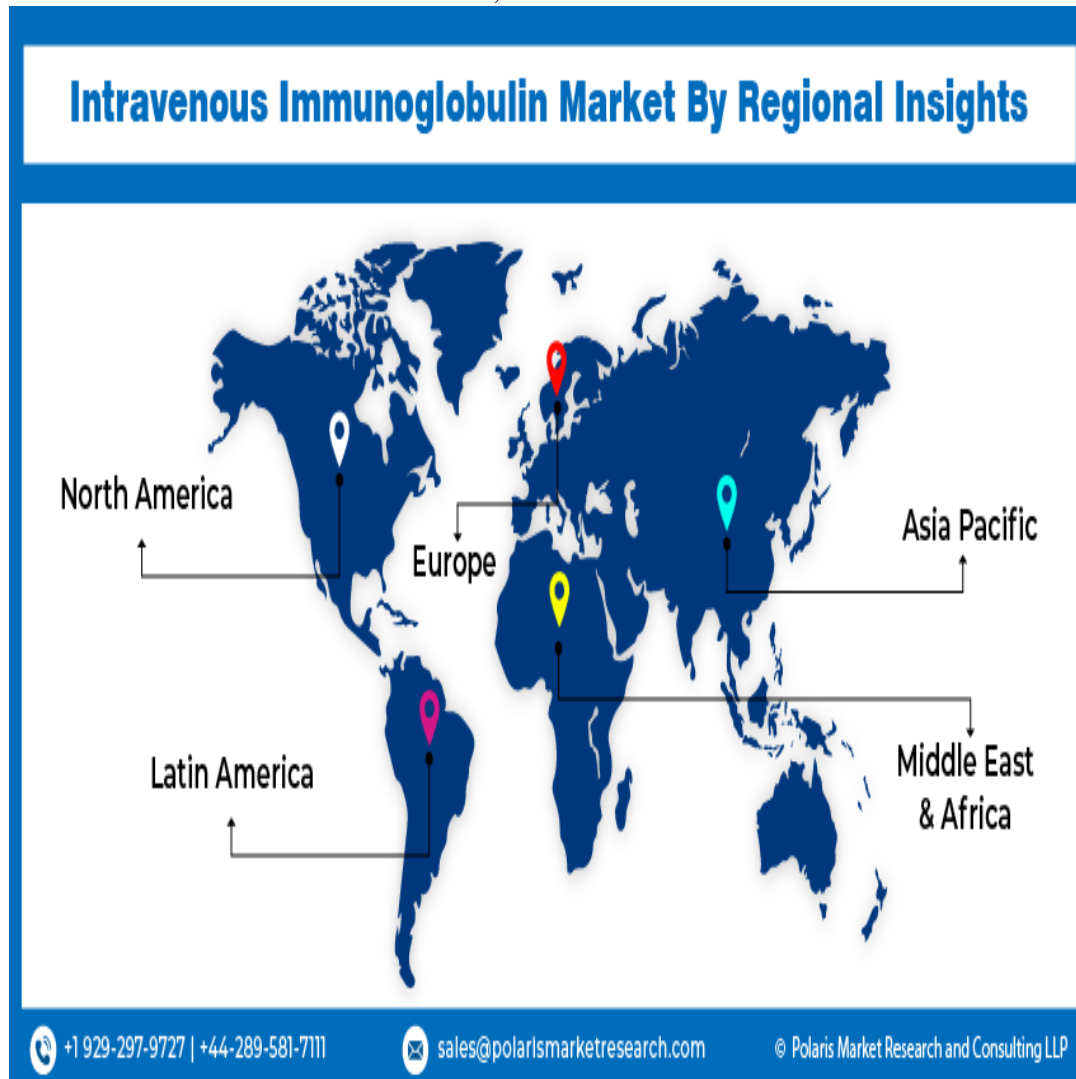 Intravenous Immunoglobulin Market By Regional Insights
North America
Europe
Asia Pacific
Latin America
Middle East
& Africa
+1 929-297-9727 | +44-289-581-7111
sales@polarismarketresearch.com
© Polaris Market Research and Consulting LLP